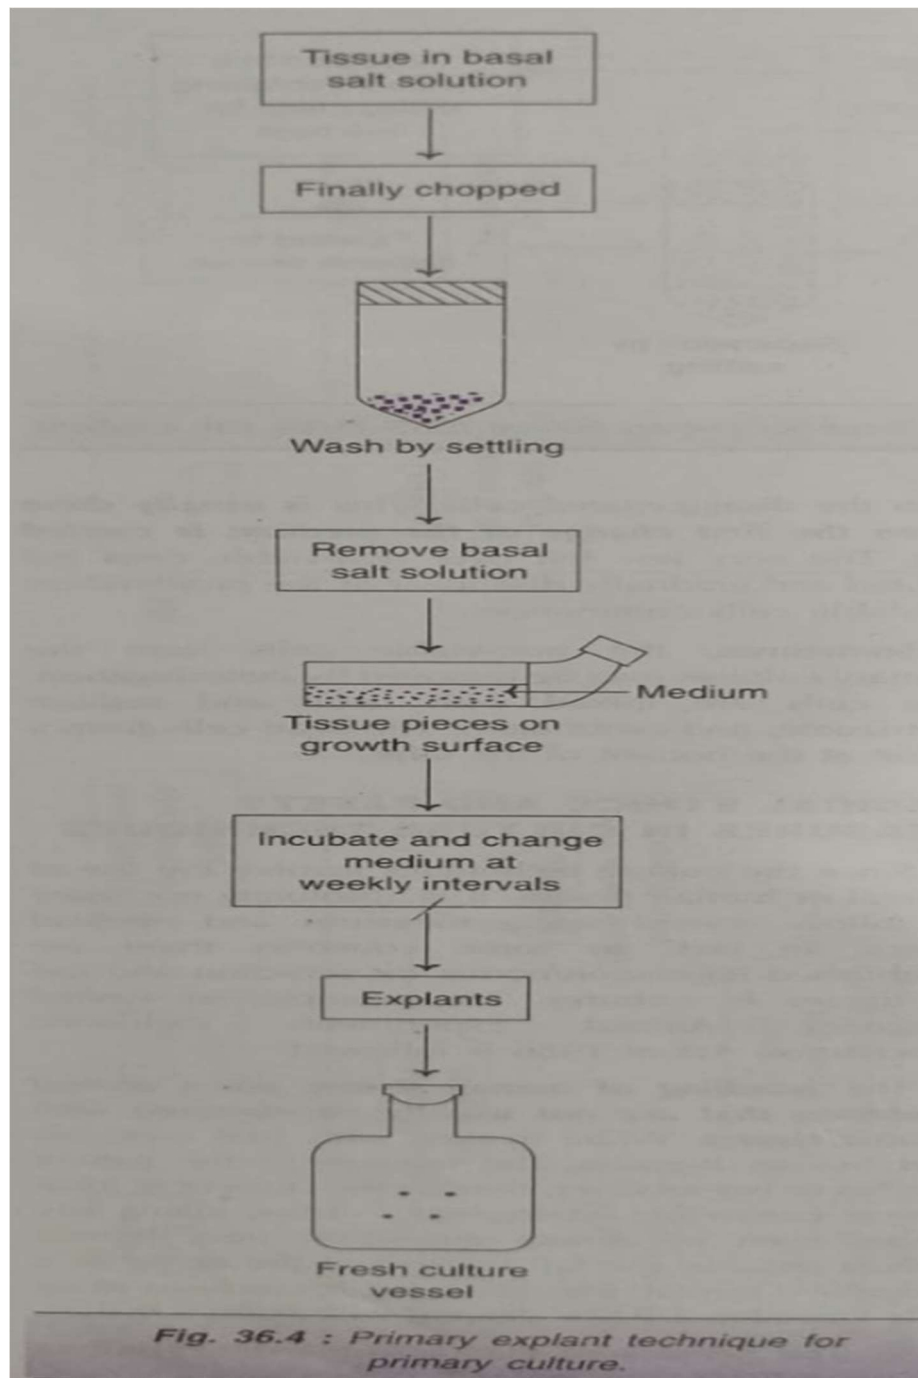 Tissue in basal
salt solution
Finally chopped
Wash by settling
Remove basal
salt solution
Medium
Tissue pieces on
growth surface
Incubate and change
medium at
weekly intervals
Explants
Fresh culture
vessel
Fig. 36.4 : Primary explant technique for
primary culture.